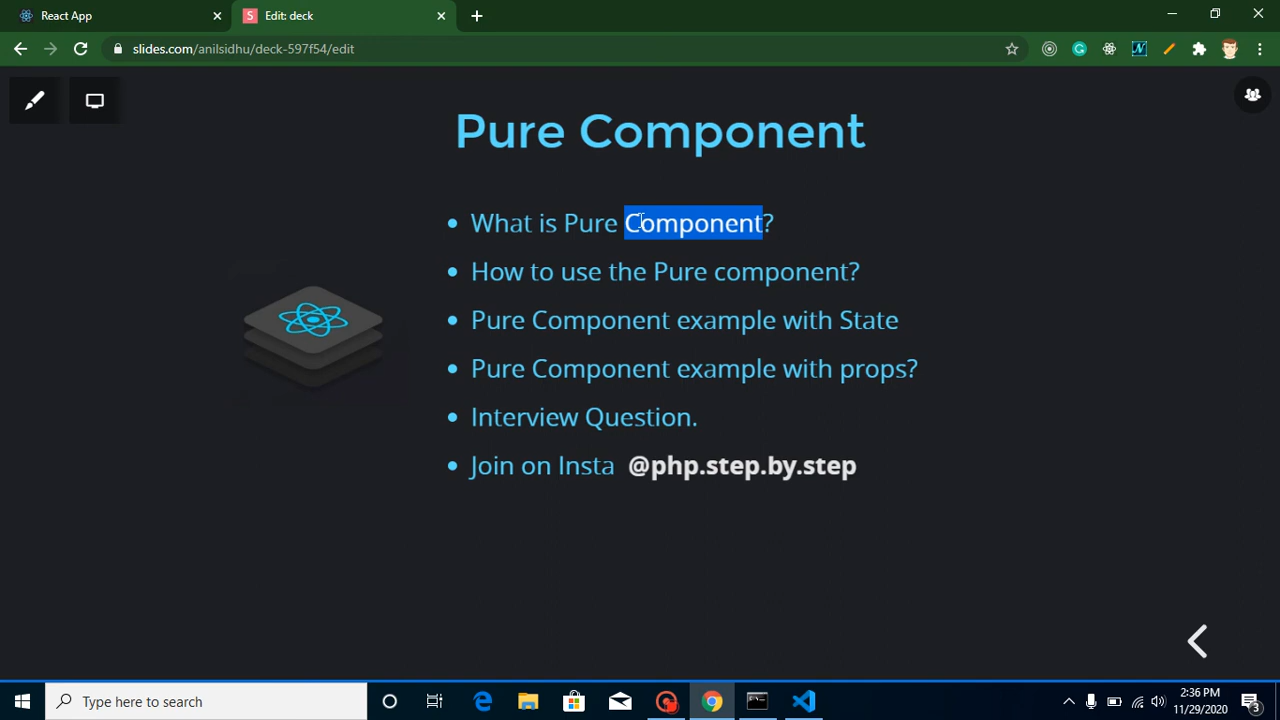 React App
Edit: deck
slides.com/anilsidhu/deck-597f54/edit
Pure Component
What is Pure Component?
How to use the Pure component?
Pure Component example with State
Pure Component example with props?
Interview Question.
Join on Insta @php.step.by.step
Type here to search
2:36 PM
11/29/2020
3